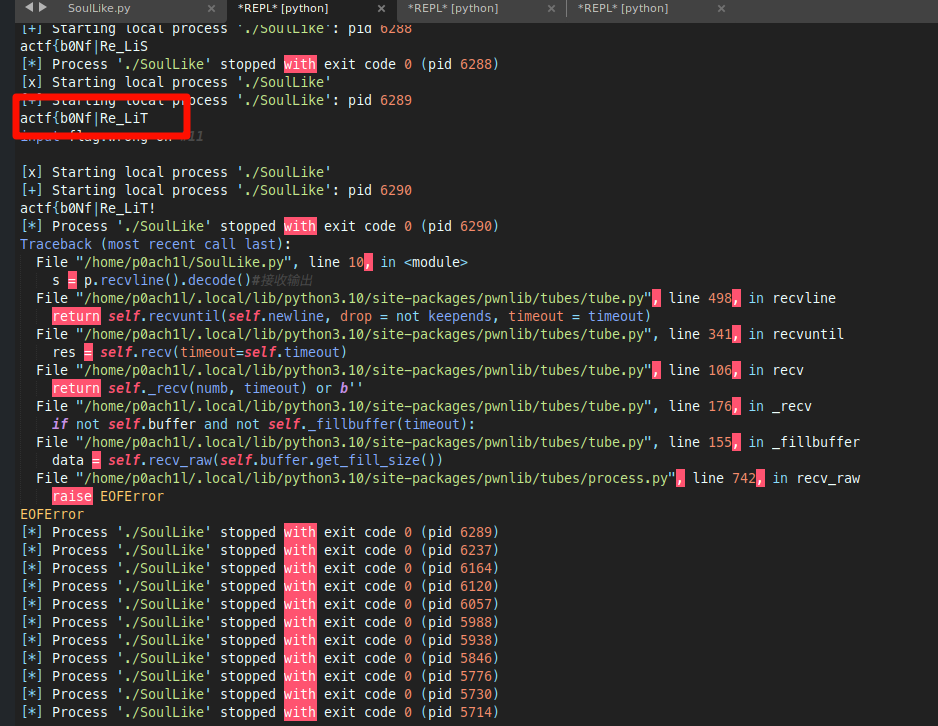 SoulLike.py × *REPL* [python] × *REPL* [python] × *REPL* [python] ×
[+] Starting local process './SoulLike': pid 6288
actf{b0Nf|Re_LiS
[*] Process './SoulLike' stopped with exit code 0 (pid 6288)
[x] Starting local process './SoulLike'
[+] Starting local process './SoulLike': pid 6289
actf{b0Nf|Re_LiT
input flag:wrong on #11
[x] Starting local process './SoulLike'
[+] Starting local process './SoulLike': pid 6290
actf{b0Nf|Re_LiT!
[*] Process './SoulLike' stopped with exit code 0 (pid 6290)
Traceback (most recent call last):
File "/home/p0ach1l/SoulLike.py", line 10, in <module>
s = p.recvline().decode()#接收输出
File "/home/p0ach1l/.local/lib/python3.10/site-packages/pwnlib/tubes/tube.py", line 498, in recvline
return self.recvuntil(self.newline, drop = not keepends, timeout = timeout)
File "/home/p0ach1l/.local/lib/python3.10/site-packages/pwnlib/tubes/tube.py", line 341, in recvuntil
res = self.recv(timeout=self.timeout)
File "/home/p0ach1l/.local/lib/python3.10/site-packages/pwnlib/tubes/tube.py", line 106, in recv
return self._recv(numb, timeout) or b''
File "/home/p0ach1l/.local/lib/python3.10/site-packages/pwnlib/tubes/tube.py", line 176, in _recv
if not self.buffer and not self._fillbuffer(timeout):
File "/home/p0ach1l/.local/lib/python3.10/site-packages/pwnlib/tubes/tube.py", line 155, in _fillbuffer
data = self.recv_raw(self.buffer.get_fill_size())
File "/home/p0ach1l/.local/lib/python3.10/site-packages/pwnlib/tubes/process.py", line 742, in recv_raw
raise EOFError
EOFError
[*] Process './SoulLike' stopped with exit code 0 (pid 6289)
[*] Process './SoulLike' stopped with exit code 0 (pid 6237)
[*] Process './SoulLike' stopped with exit code 0 (pid 6164)
[*] Process './SoulLike' stopped with exit code 0 (pid 6120)
[*] Process './SoulLike' stopped with exit code 0 (pid 6057)
[*] Process './SoulLike' stopped with exit code 0 (pid 5988)
[*] Process './SoulLike' stopped with exit code 0 (pid 5938)
[*] Process './SoulLike' stopped with exit code 0 (pid 5846)
[*] Process './SoulLike' stopped with exit code 0 (pid 5776)
[*] Process './SoulLike' stopped with exit code 0 (pid 5730)
[*] Process './SoulLike' stopped with exit code 0 (pid 5714)